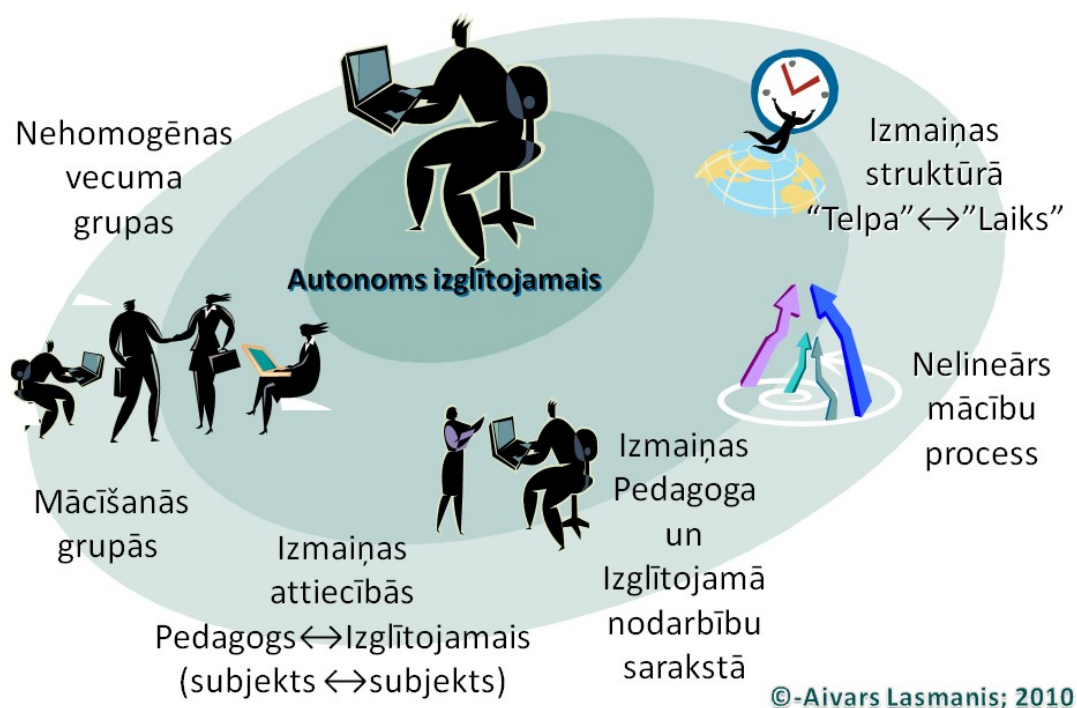 Nehomogēnas
vecuma
grupas
Izmaiņas
struktūrā
“Telpa”↔”Laiks”
Autonoms izglītojamais
Nelineārs
mācību
process
Mācīšanās
grupās
Izmaiņas
attiecībās
Pedagogs↔Izglītojamais
(subjekts ↔subjekts)
Izmaiņas
Pedagoga
un
Izglītojamā
nodarbību
sarakstā
©-Aivars Lasmanis; 2010